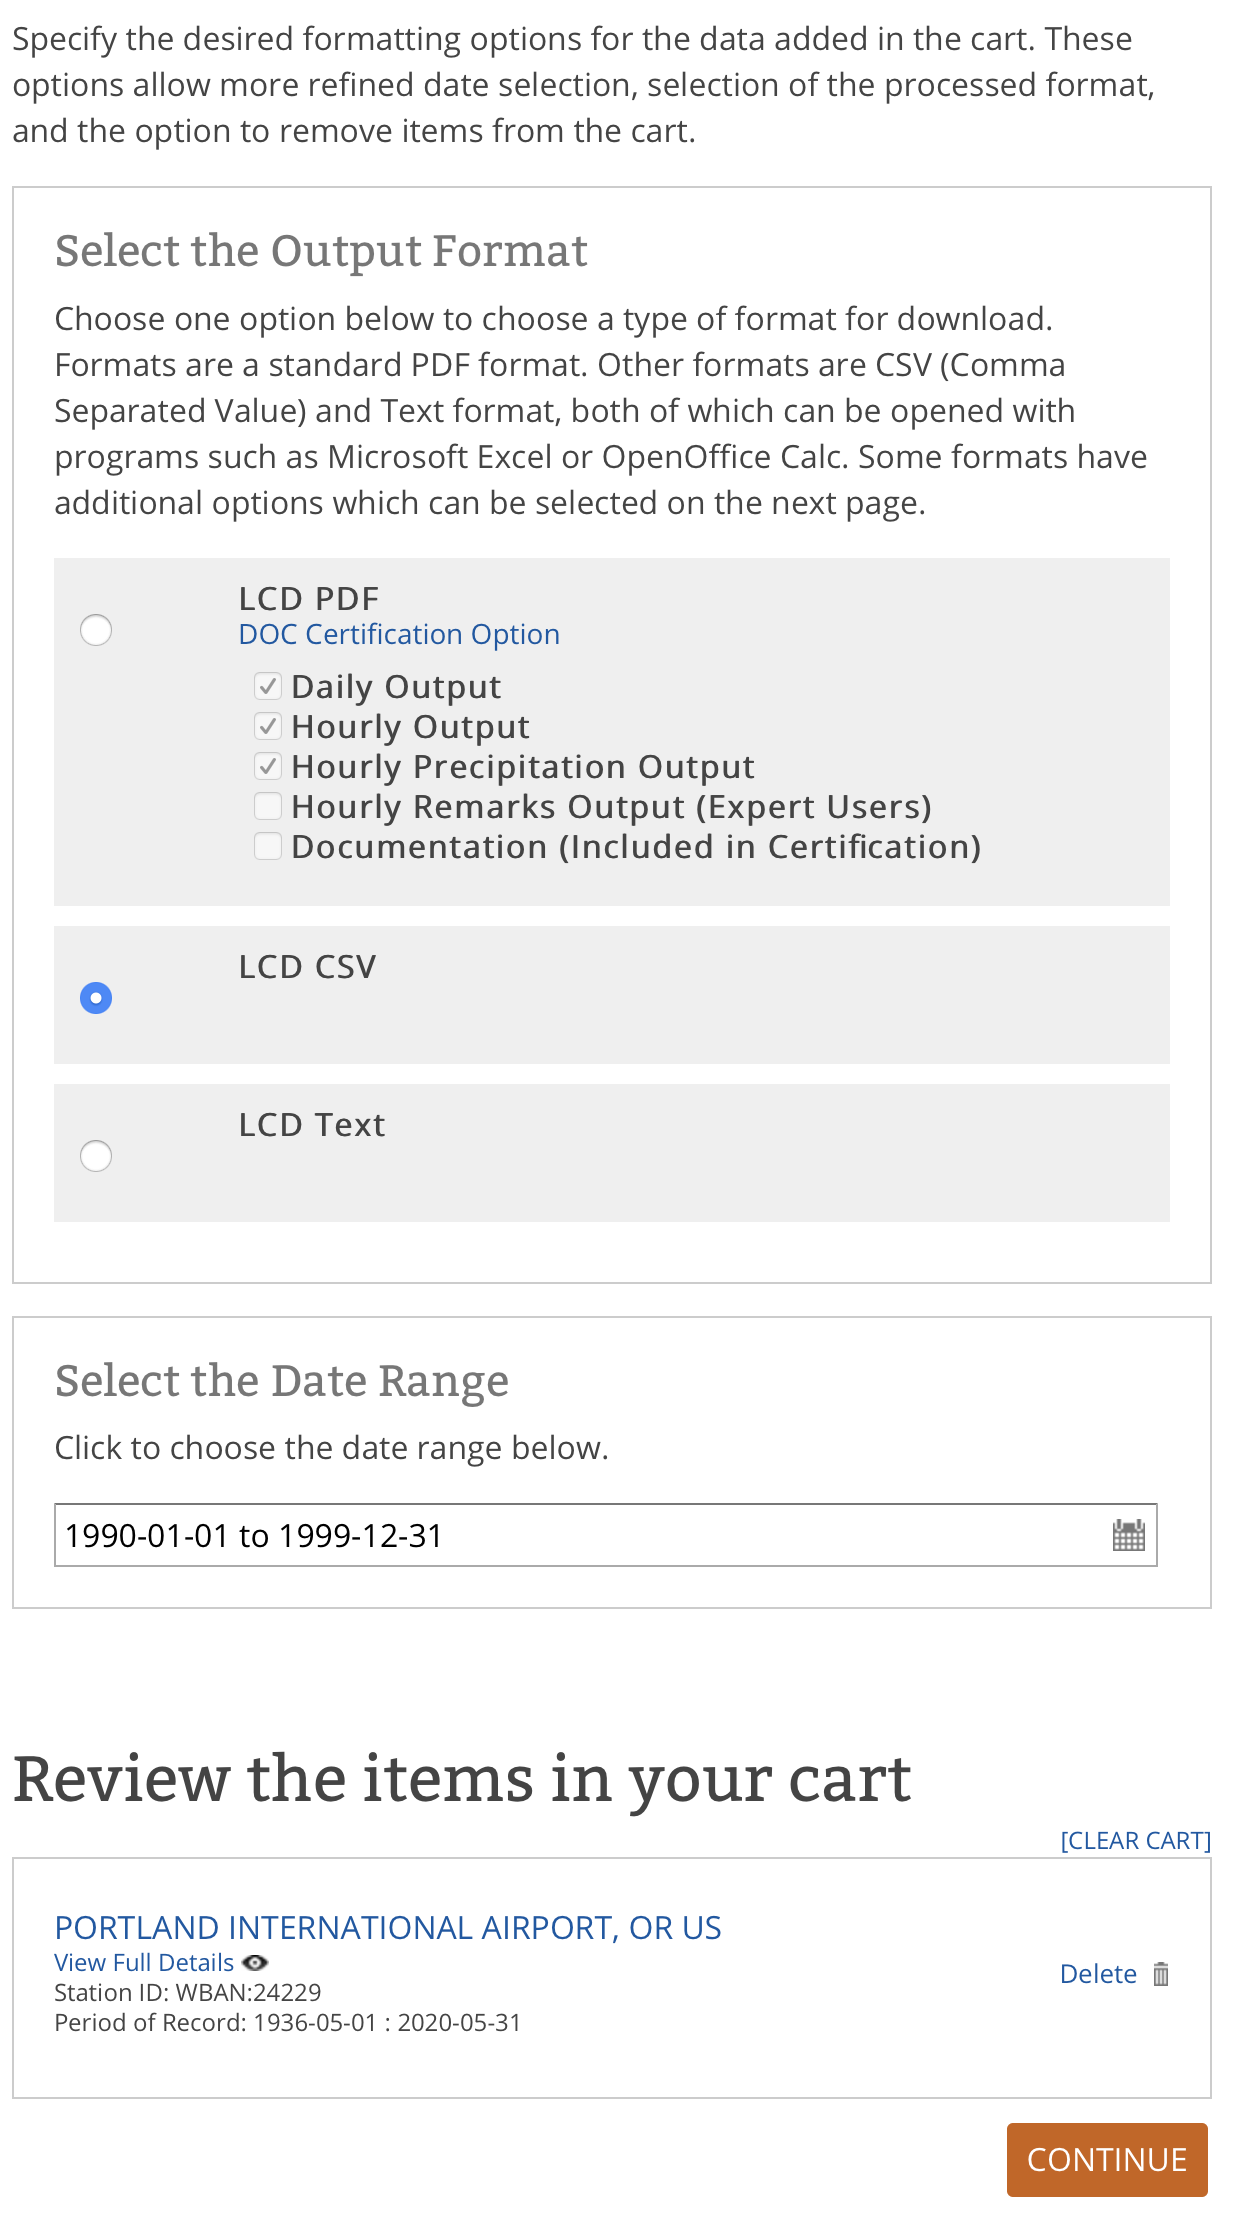 Specify the desired formatting options for the data added in the cart. These
options allow more refined date selection, selection of the processed format,
and the option to remove items from the cart.
Select the Output Format
Choose one option below to choose a type of format for download.
Formats are a standard PDF format. Other formats are CSV (Comma
Separated Value) and Text format, both of which can be opened with
programs such as Microsoft Excel or OpenOffice Calc. Some formats have
additional options which can be selected on the next page.
LCD PDF
DOC Certification Option
Daily Output
Hourly Output
Hourly Precipitation Output
Hourly Remarks Output (Expert Users)
Documentation (Included in Certification)
LCD CSV
LCD Text
Select the Date Range
Click to choose the date range below.
1990-01-01 to 1999-12-31
Review the items in your cart
[CLEAR CART]
PORTLAND INTERNATIONAL AIRPORT, OR US
View Full Details
Station ID: WBAN:24229
Period of Record: 1936-05-01 : 2020-05-31
Delete
CONTINUE